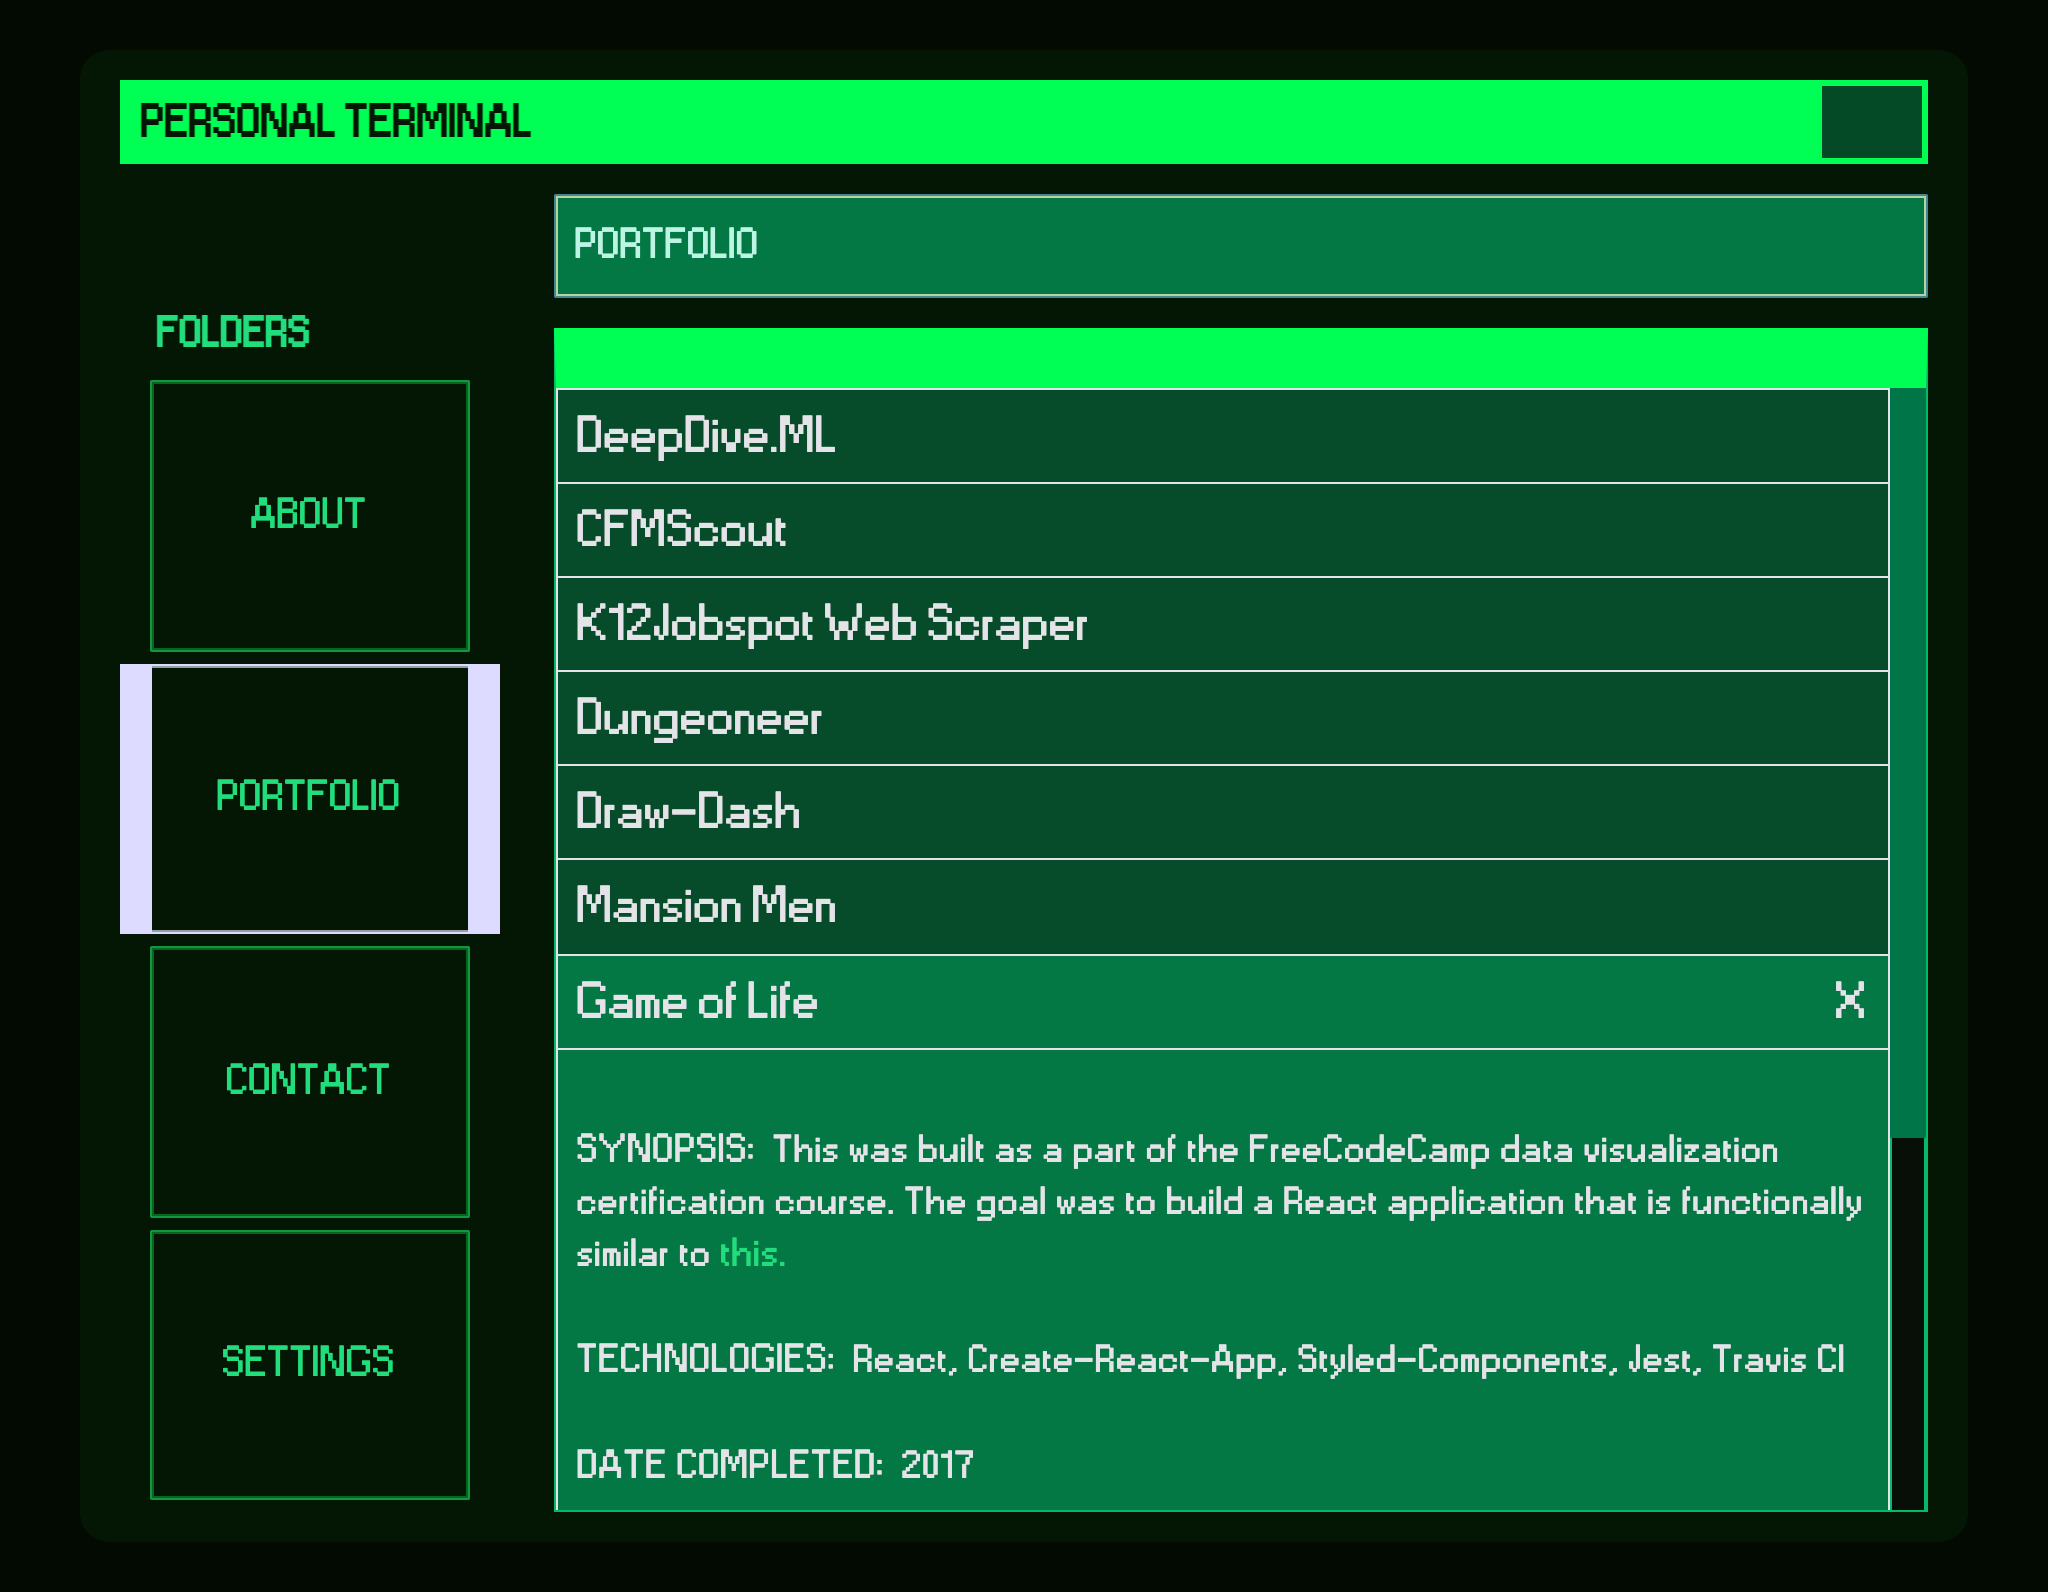 PERSONAL TERMINAL
FOLDERS
ABOUT
PORTFOLIO
CONTACT
SETTINGS
PORTFOLIO
DeepDive.ML
CFMScout
K12Jobspot Web Scraper
Dungeoneer
Draw-Dash
Mansion Men
Game of Life X
SYNOPSIS: This was built as a part of the FreeCodeCamp data visualization
certification course. The goal was to build a React application that is functionally
similar to this.
TECHNOLOGIES: React, Create-React-App, Styled-Components, Jest, Travis CI
DATE COMPLETED: 2017